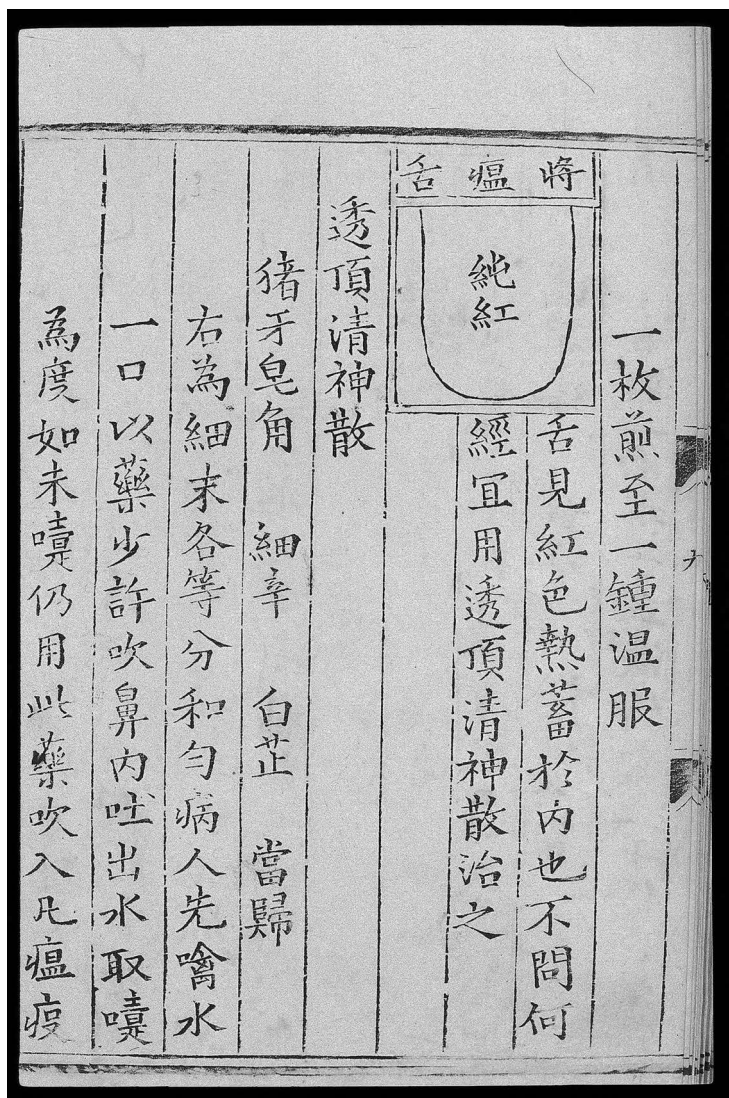 一枚煎至一鍾温服
將瘟舌
純紅
舌見紅色熱蓄於內也不問何
經宜用透頂清神散治之
透頂清神散
猪牙皂角　細辛　白芷　當歸
右為細末各等分和勻病人先噙水
一口以藥少許吹鼻內吐出水取嚏
為度如未嚏仍用此藥吹入凡瘟疫